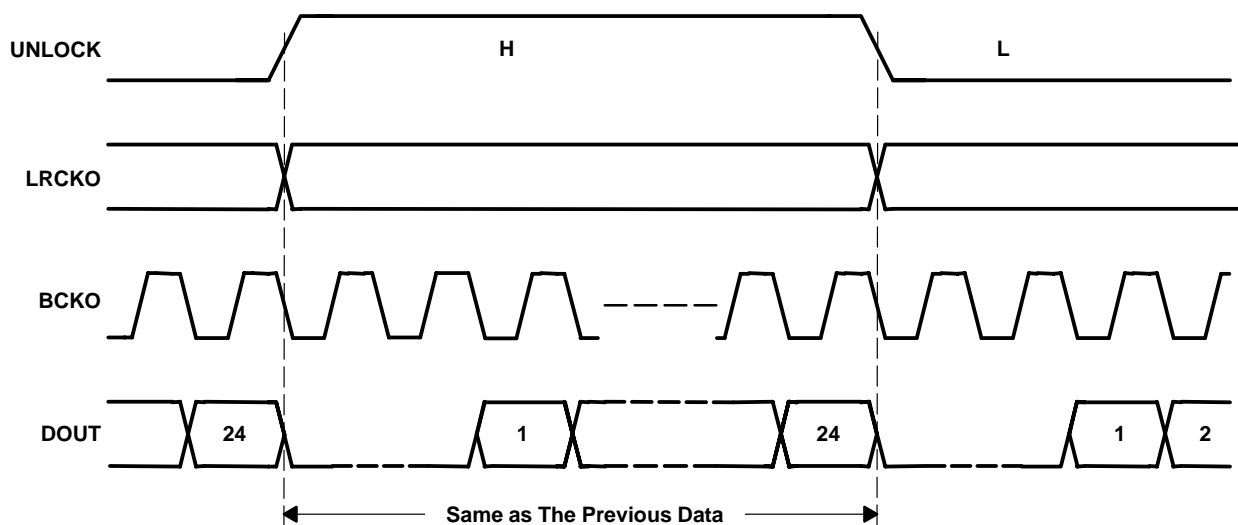 UNLOCK H L
LRCKO
BCKO
DOUT 24 1 24 1 2
Same as The Previous Data